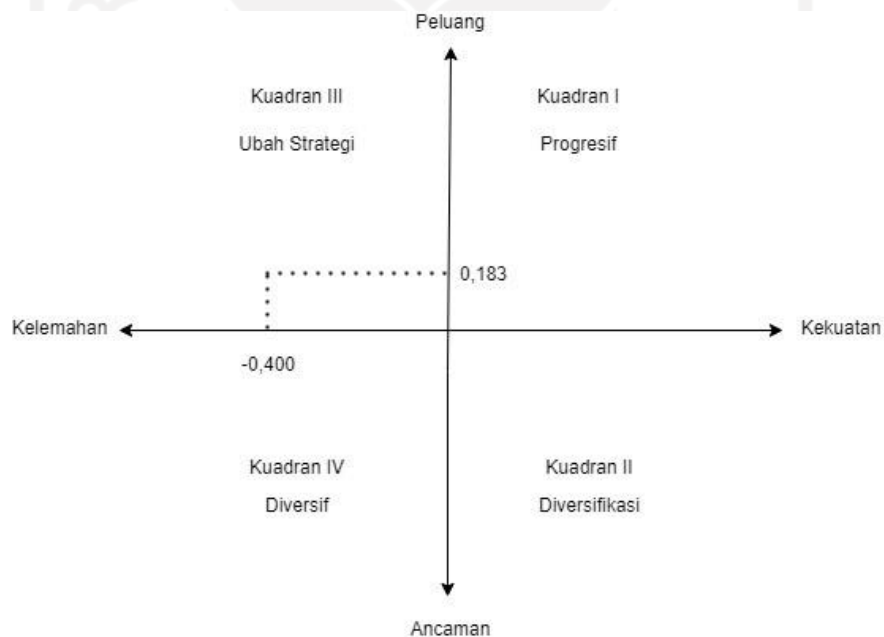 Peluang
Kuadran III
Kuadran I
Ubah Strategi
Progresif
0,183
Kelemahan
Kekuatan
-0,400
Kuadran IV
Kuadran II
Diversif
Diversifikasi
Ancaman